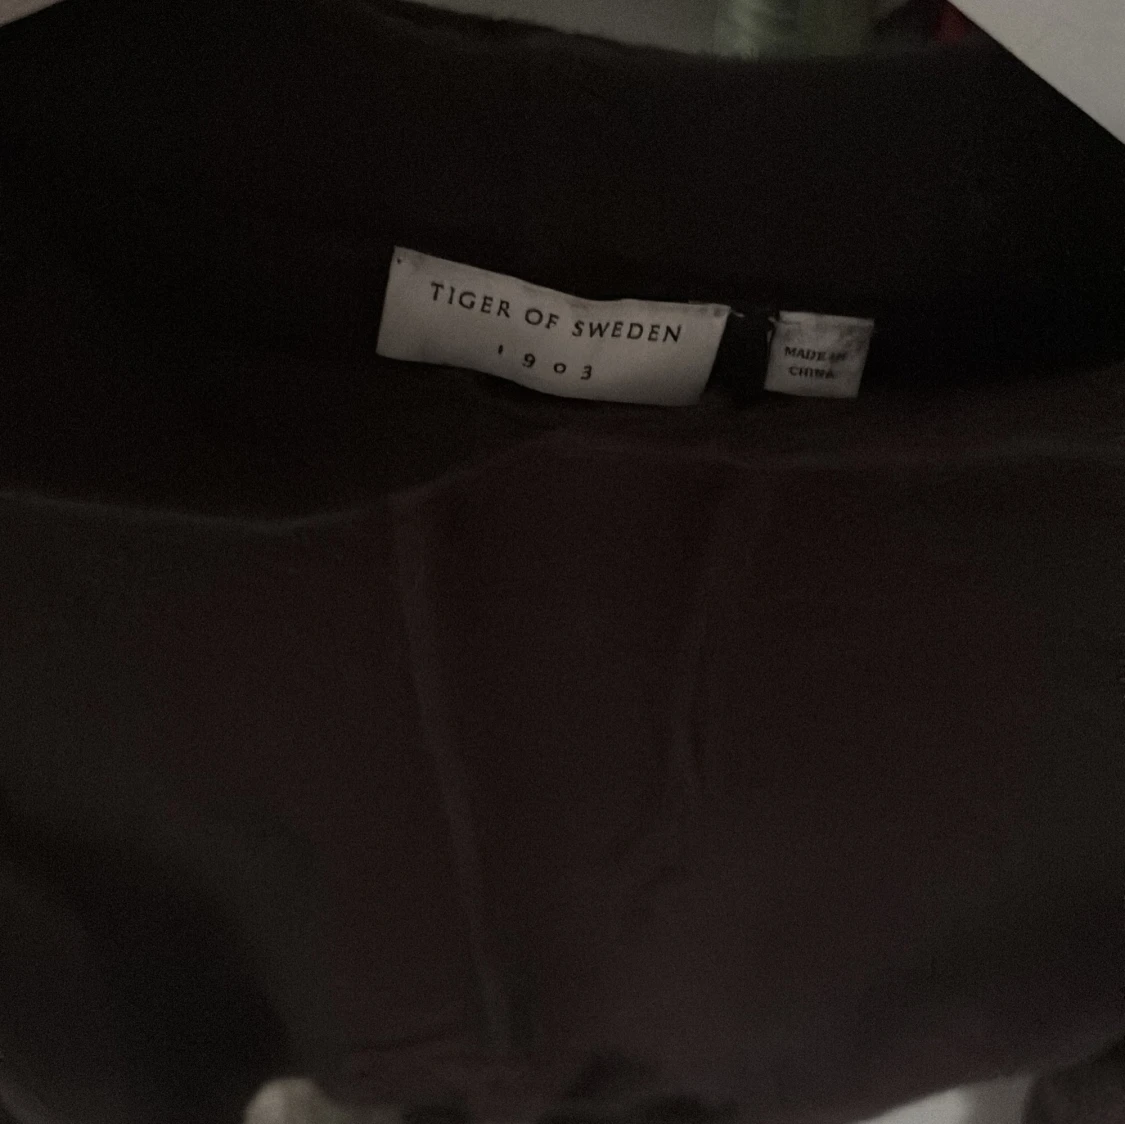 TIGER OF SWEDEN
1903
MADE IN
CHINA